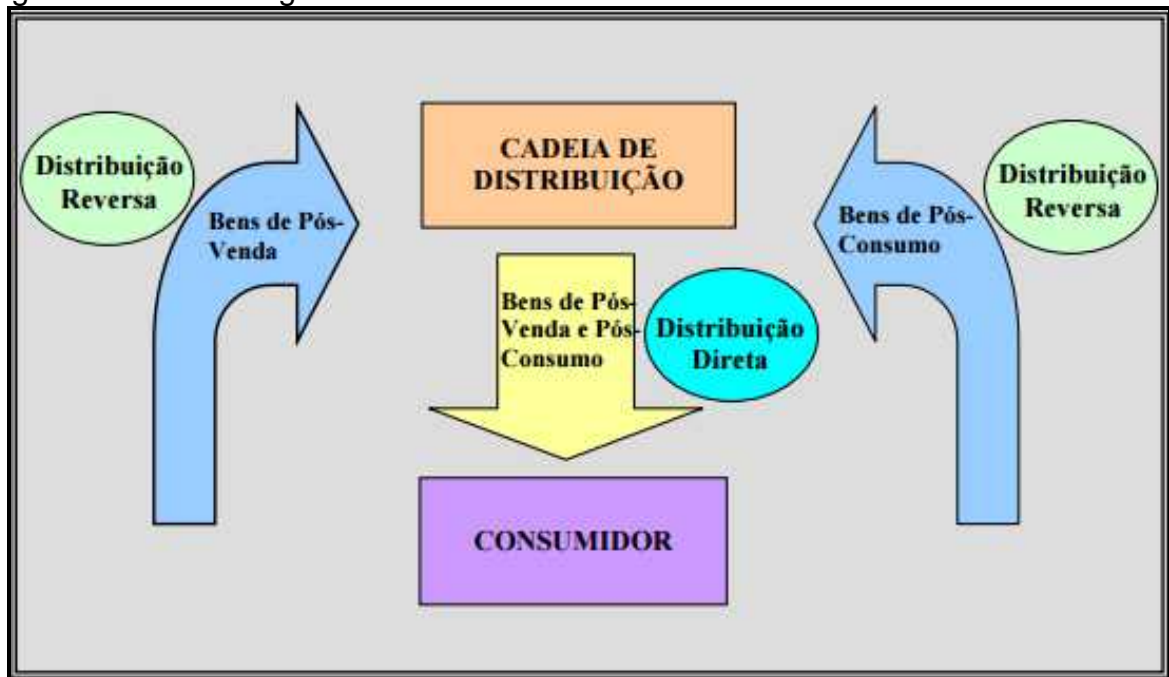 Distribuição
Reversa
Bens de Pós-
Venda
CADEIA DE
DISTRIBUIÇÃO
Bens de Pós-
Consumo
Distribuição
Reversa
Bens de Pós-
Venda e Pós-
Consumo
Distribuição
Direta
CONSUMIDOR